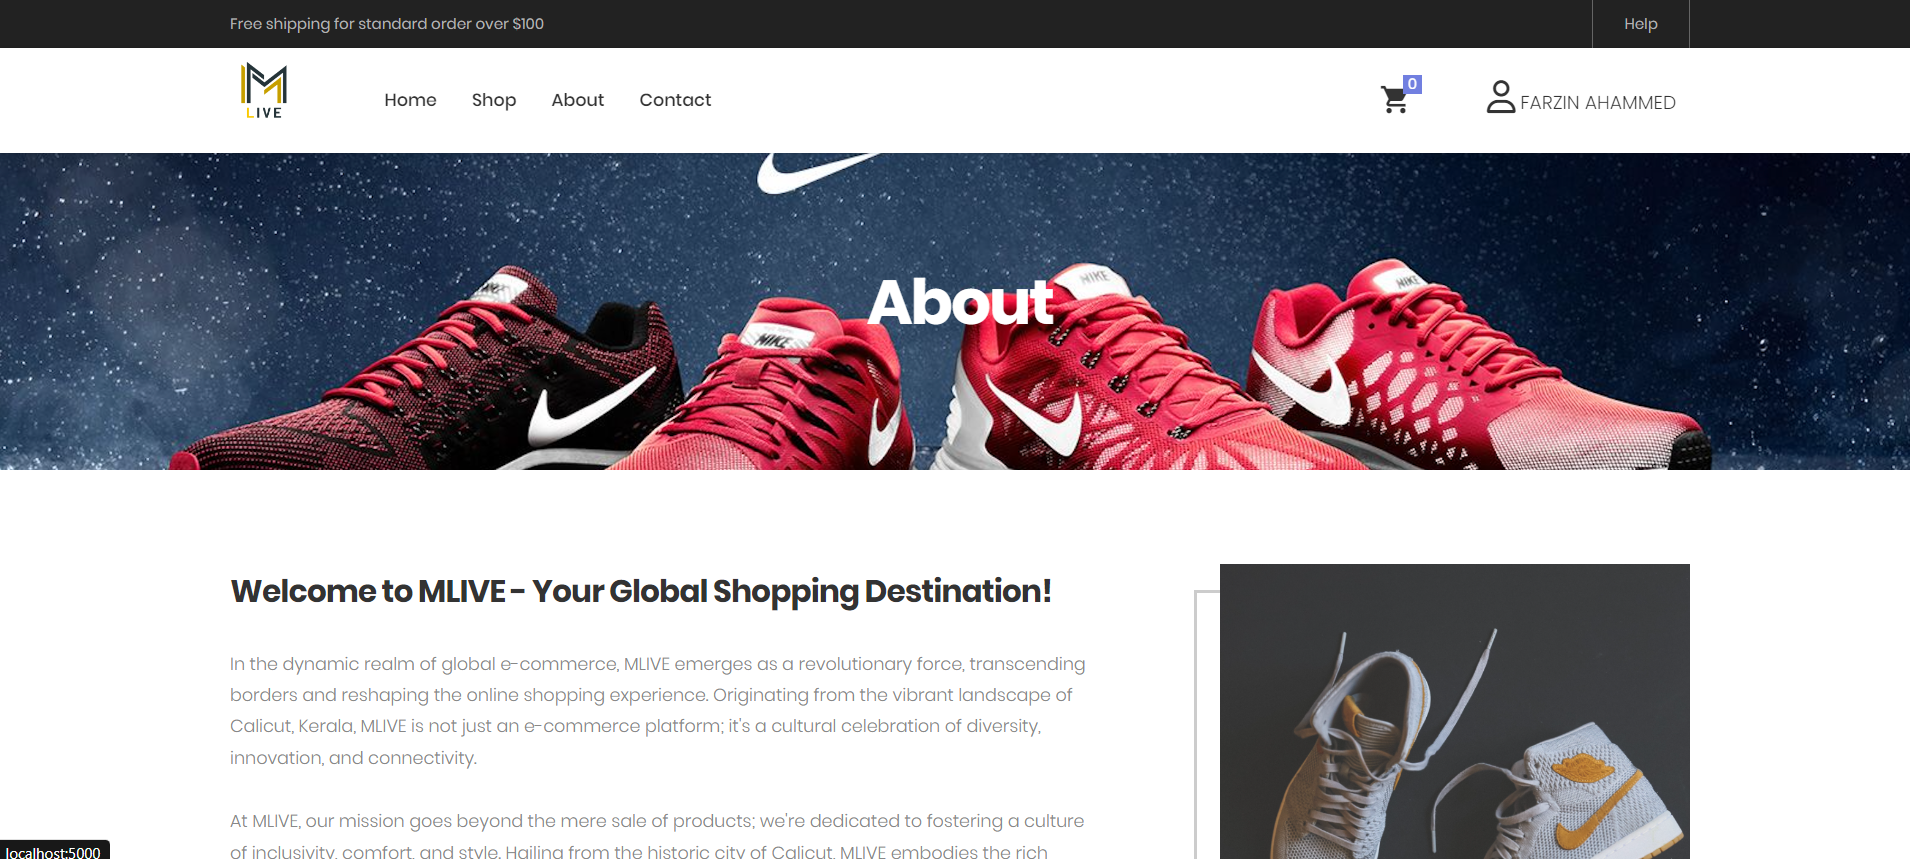 Free shipping for standard order over $100
Help
M
LIVE
Home
Shop
About
Contact
0
FARZIN AHAMMED
About
NIKE
NIKE
NIKE
NIKE
Welcome to MLIVE - Your Global Shopping Destination!
In the dynamic realm of global e-commerce, MLIVE emerges as a revolutionary force, transcending
borders and reshaping the online shopping experience. Originating from the vibrant landscape of
Calicut, Kerala, MLIVE is not just an e-commerce platform; it's a cultural celebration of diversity,
innovation, and connectivity.
At MLIVE, our mission goes beyond the mere sale of products; we're dedicated to fostering a culture
of inclusivity, comfort, and style. Hailing from the historic city of Calicut, MLIVE embodies the rich
localhost:5000